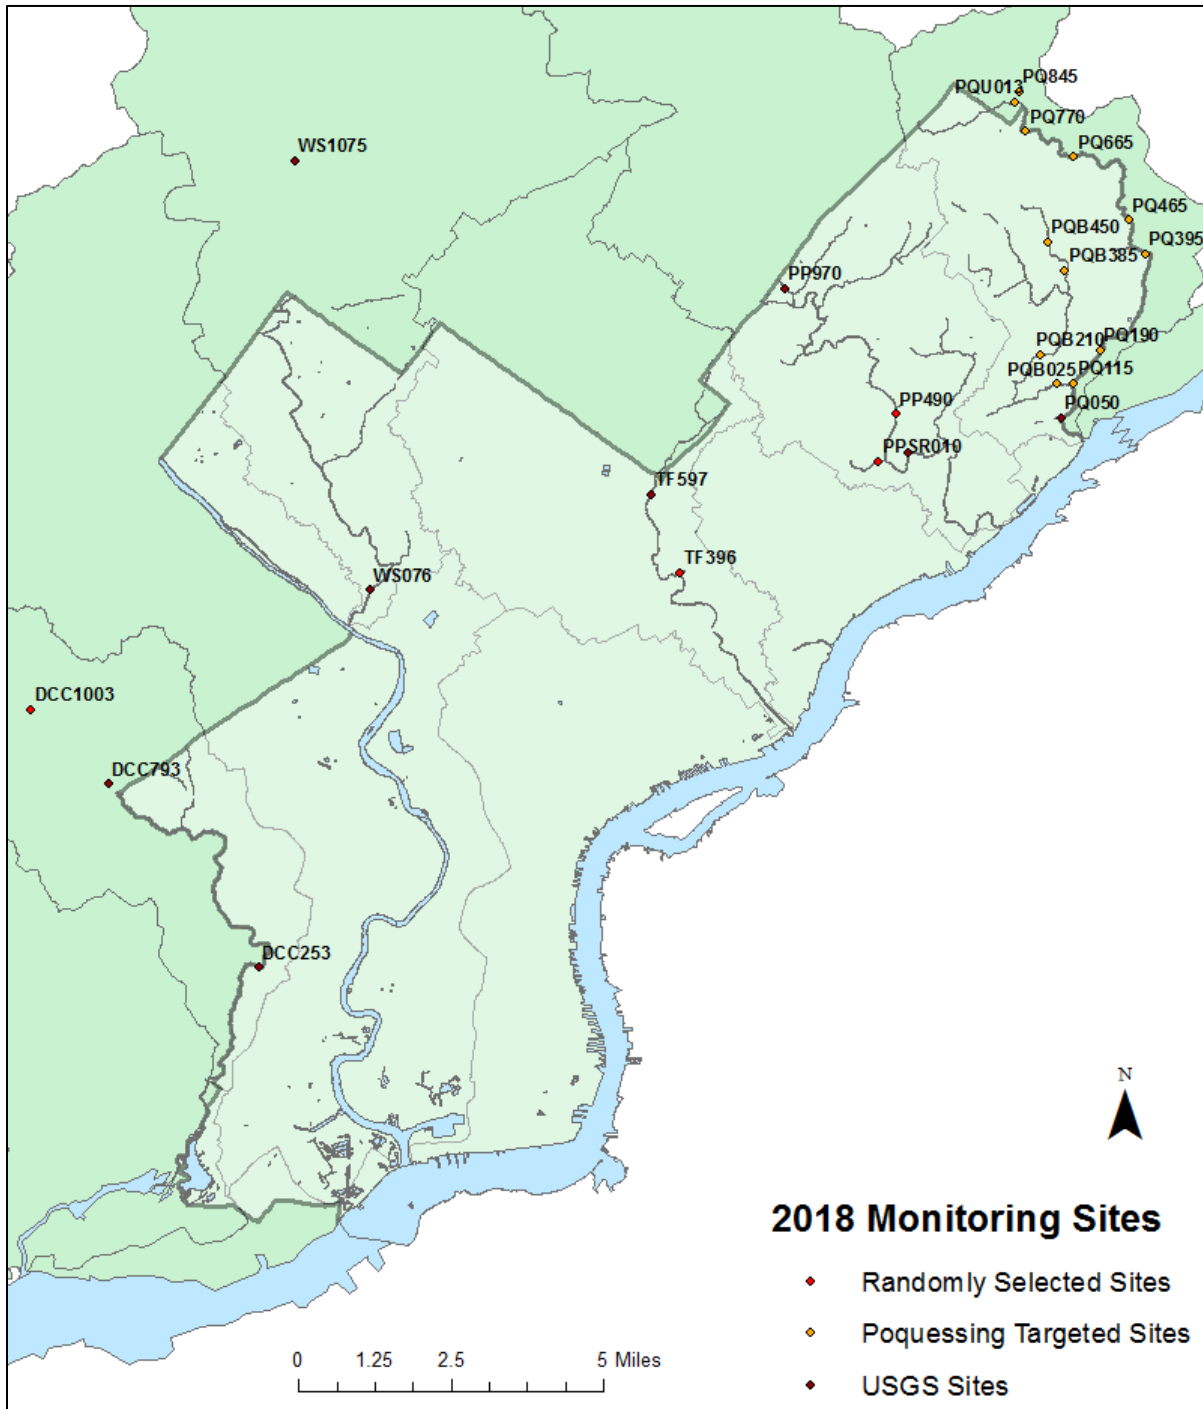 PQ845
PQU013
PQ770
PQ665
WS1075
PQ465
PQB450
PQ395
PQB385
PP970
PQB210
PQ190
PQB025
PQ115
PQ050
PP490
PPSR010
TF597
TF396
WS076
DCC1003
DCC793
DCC253
N
2018 Monitoring Sites
Randomly Selected Sites
Poquessing Targeted Sites
USGS Sites
0 1.25 2.5 5 Miles